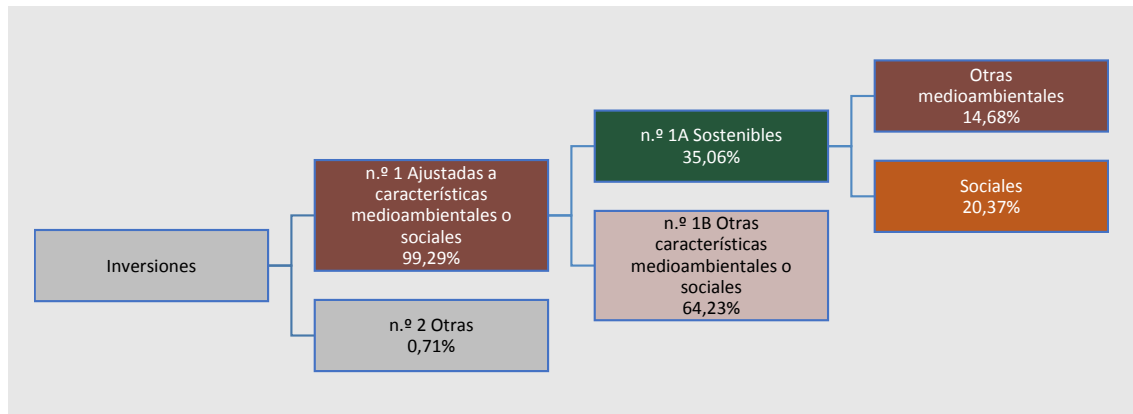 Inversiones
n.º 1 Ajustadas a
características
medioambientales o
sociales
99,29%
n.º 2 Otras
0,71%
n.º 1A Sostenibles
35,06%
n.º 1B Otras
características
medioambientales o
sociales
64,23%
Otras
medioambientales
14,68%
Sociales
20,37%